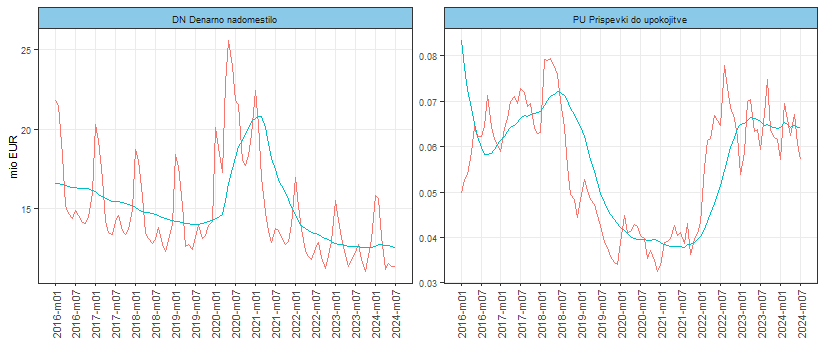 DN Denarno nadomestilo
PU Prispevki do upokojitve
mio EUR
25
20
15
0.08
0.07
0.06
0.05
0.04
0.03
2016-m01
2016-m07
2017-m01
2017-m07
2018-m01
2018-m07
2019-m01
2019-m07
2020-m01
2020-m07
2021-m01
2021-m07
2022-m01
2022-m07
2023-m01
2023-m07
2024-m01
2024-m07
2016-m01
2016-m07
2017-m01
2017-m07
2018-m01
2018-m07
2019-m01
2019-m07
2020-m01
2020-m07
2021-m01
2021-m07
2022-m01
2022-m07
2023-m01
2023-m07
2024-m01
2024-m07